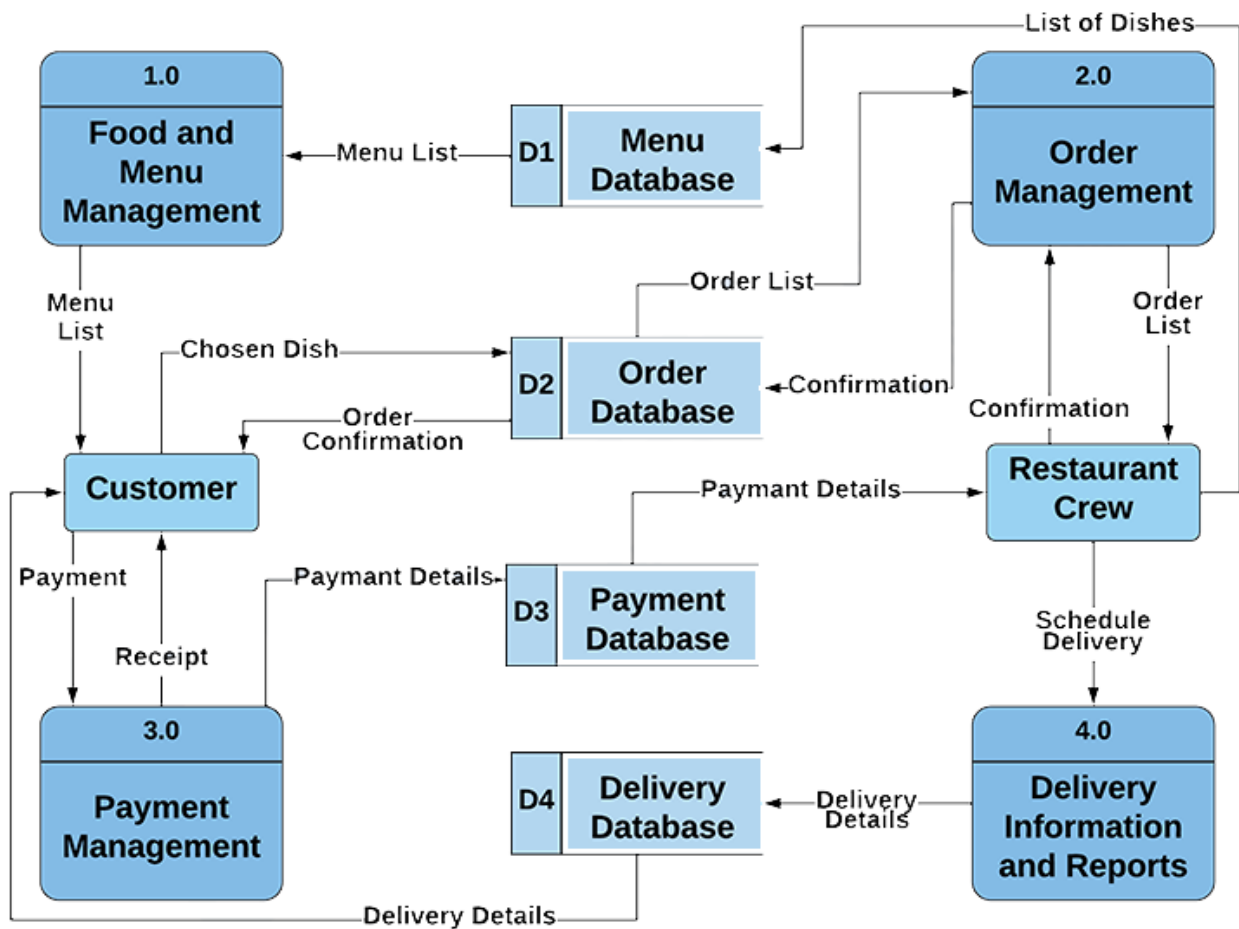 List of Dishes
1.0
Food and
Menu
Management
Menu List
D1
Menu
Database
2.0
Order
Management
Menu
List
Order List
Order
List
Chosen Dish
D2
Order
Database
Confirmation
Confirmation
Order
Confirmation
Customer
Restaurant
Crew
Paymant Details
Payment
Paymant Details
D3
Payment
Database
Receipt
Schedule
Delivery
3.0
Payment
Management
D4
Delivery
Database
Delivery
Details
4.0
Delivery
Information
and Reports
Delivery Details